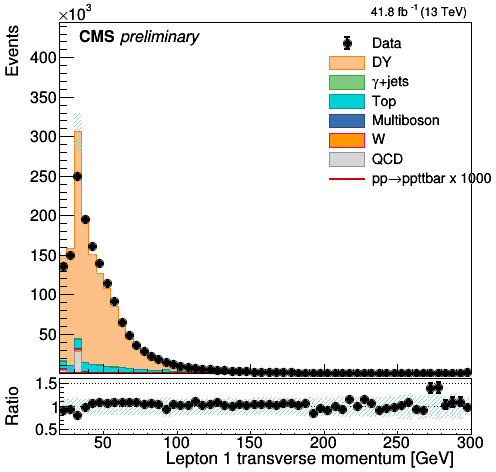 ×10³
41.8 fb⁻¹ (13 TeV)
CMS preliminary
Events
400
350
300
250
200
150
100
50
Data
DY
γ+jets
Top
Multiboson
W
QCD
pp→ppttbar x 1000
Ratio
1.5
1
0.5
50 100 150 200 250 300
Lepton 1 transverse momentum [GeV]